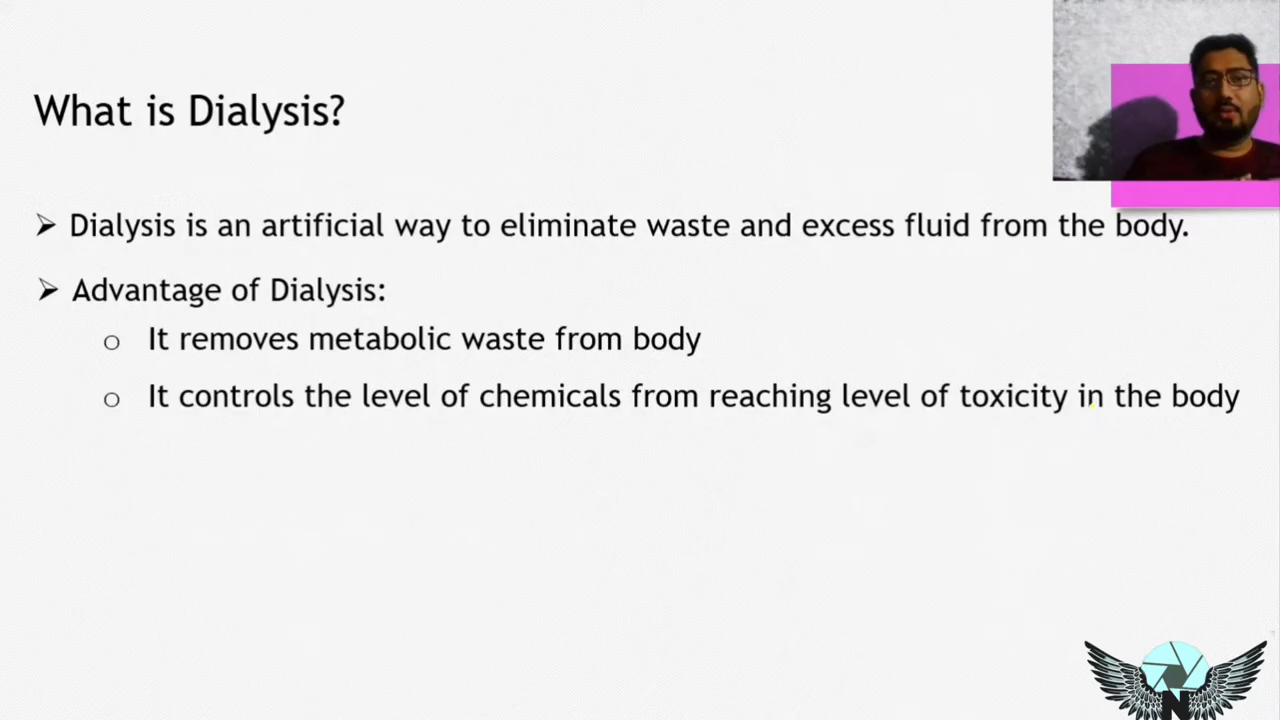 What is Dialysis?
Dialysis is an artificial way to eliminate waste and excess fluid from the body.
Advantage of Dialysis:
It removes metabolic waste from body
It controls the level of chemicals from reaching level of toxicity in the body
N